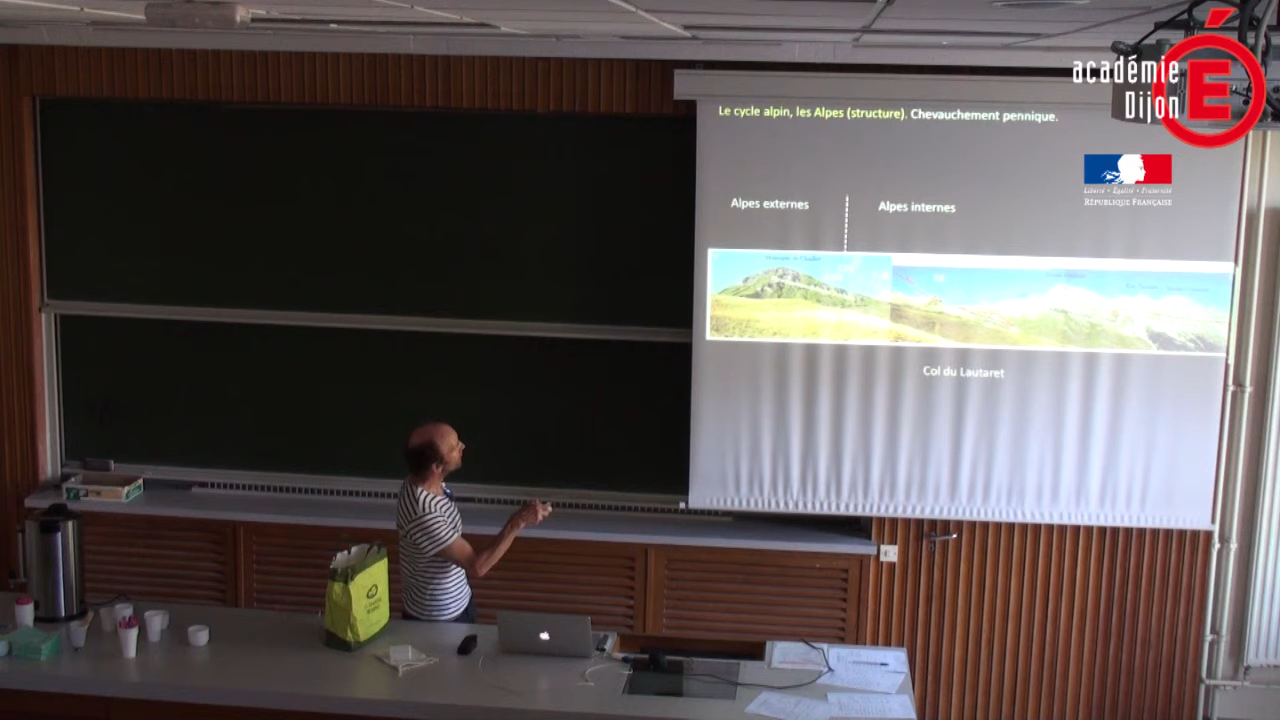 académie
Dijon
É
Le cycle alpin, les Alpes (structure). Chevauchement pennique.
Liberté • Égalité • Fraternité
RÉPUBLIQUE FRANÇAISE
Alpes externes
Alpes internes
Col du Lautaret